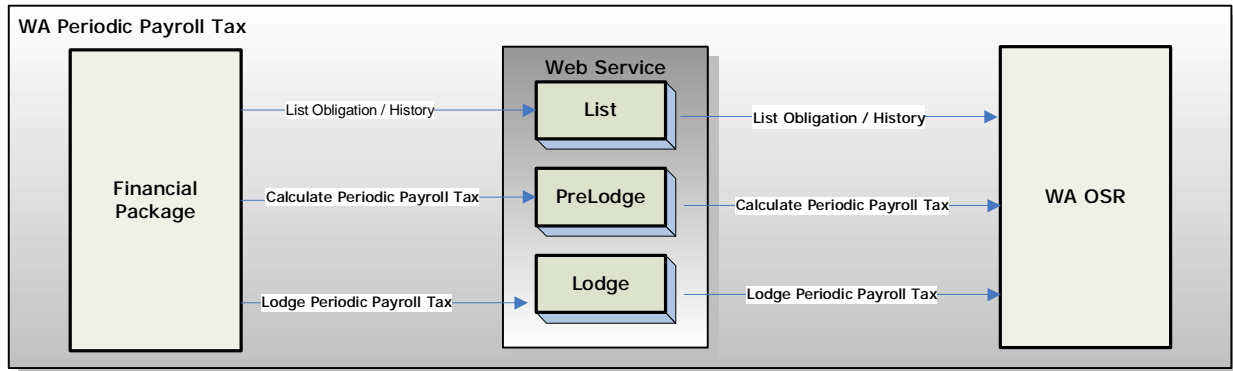 WA Periodic Payroll Tax
Web Service
List Obligation / History
List
List Obligation / History
Financial
Package
Calculate Periodic Payroll Tax
PreLodge
Calculate Periodic Payroll Tax
WA OSR
Lodge Periodic Payroll Tax
Lodge
Lodge Periodic Payroll Tax